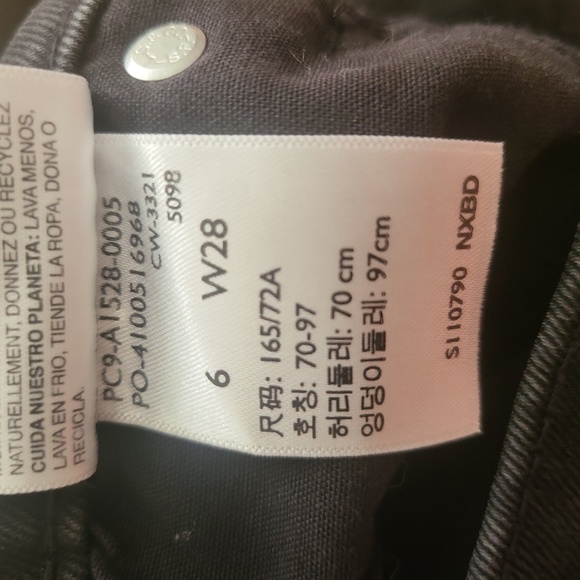 NATURELLEMENT, DONNEZ OU RECYCLEZ
CUIDA NUESTRO PLANETA: LAVA MENOS,
LAVA EN FRIO, TIENDE LA ROPA, DONA O
RECICLA.
PC9-A1528-0005
PO-4100516968
CW-3321
5098
6 W28
尺码: 165/72A
호칭: 70-97
허리둘레: 70 cm
엉덩이둘레: 97cm
S110790 NXBD